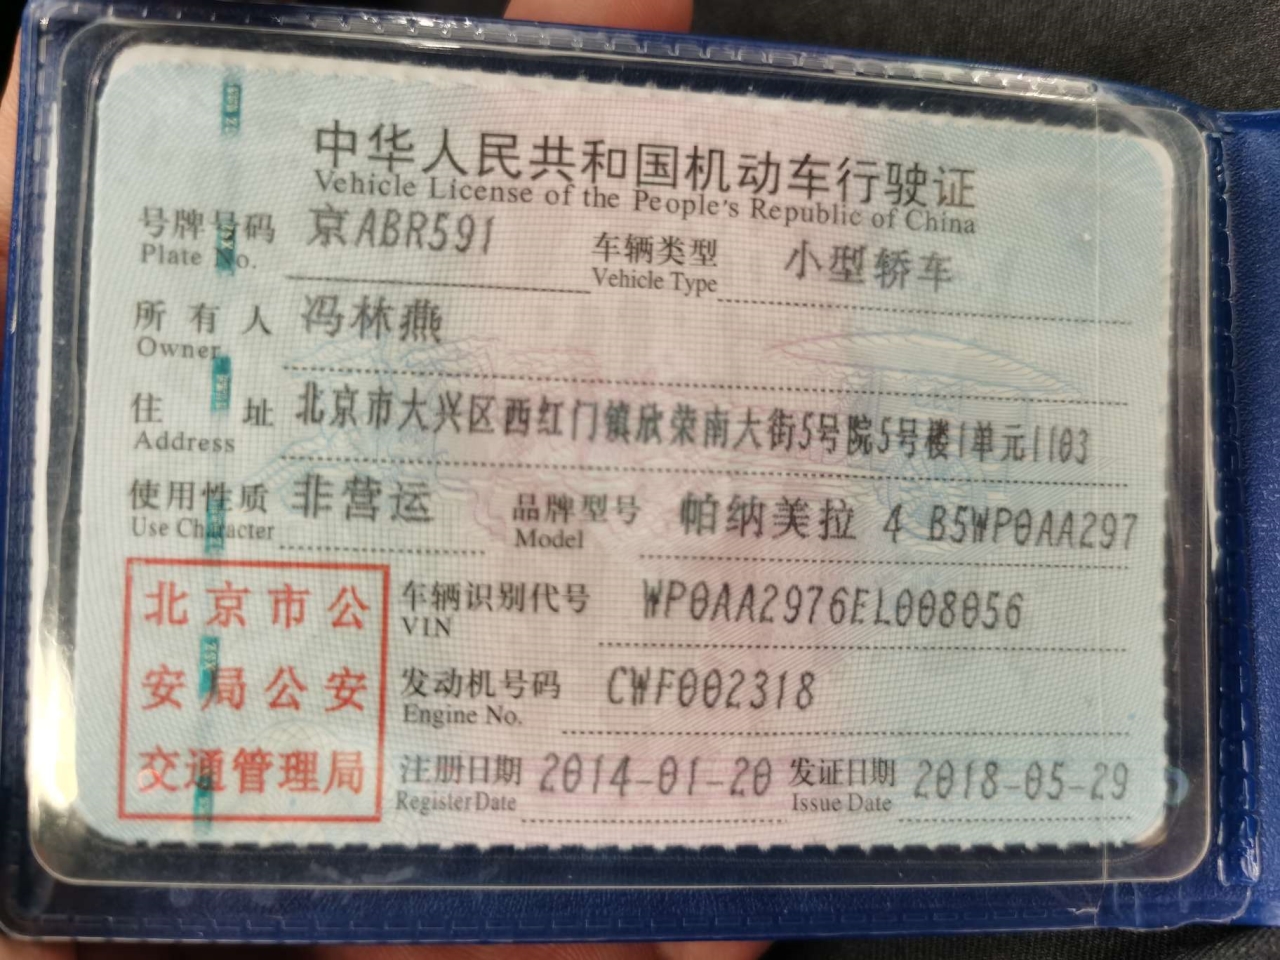 中华人民共和国机动车行驶证
Vehicle License of the People's Republic of China
号牌号码 京ABR591 车辆类型 小型轿车
Plate No. Vehicle Type
所有人 冯林燕
Owner
住址 北京市大兴区西红门镇欣荣南大街5号院5号楼1单元1103
Address
使用性质 非营运 品牌型号 帕纳美拉 4 B5WP0AA297
Use Character Model
北京市公 车辆识别代号 WP0AA2976EL008056
VIN
安局公安 发动机号码 CWF002318
Engine No.
交通管理局 注册日期 2014-01-20 发证日期 2018-05-29
Register Date Issue Date